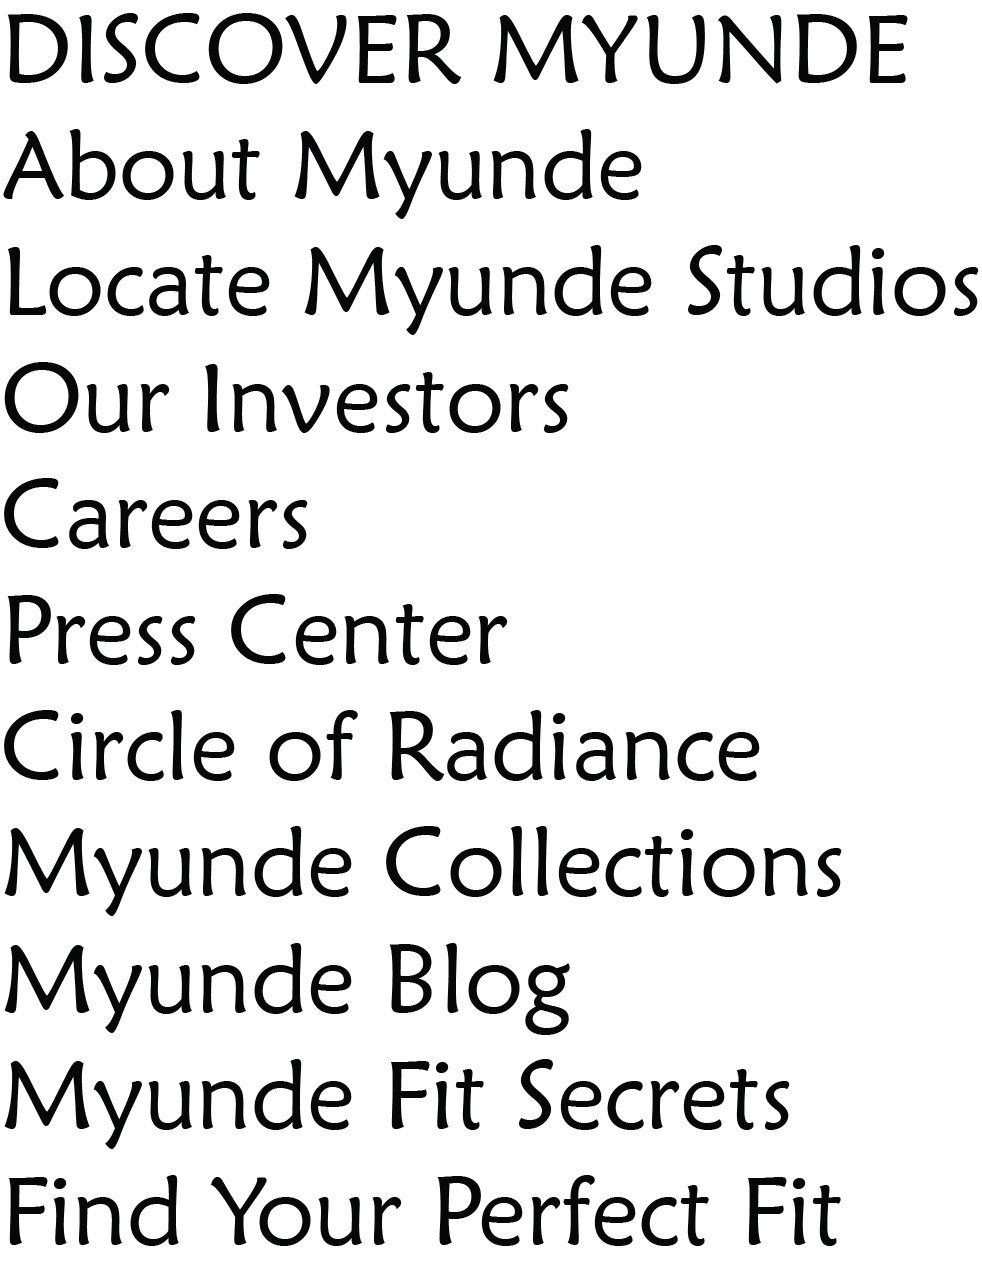 DISCOVER MYUNDE
About Myunde
Locate Myunde Studios
Our Investors
Careers
Press Center
Circle of Radiance
Myunde Collections
Myunde Blog
Myunde Fit Secrets
Find Your Perfect Fit